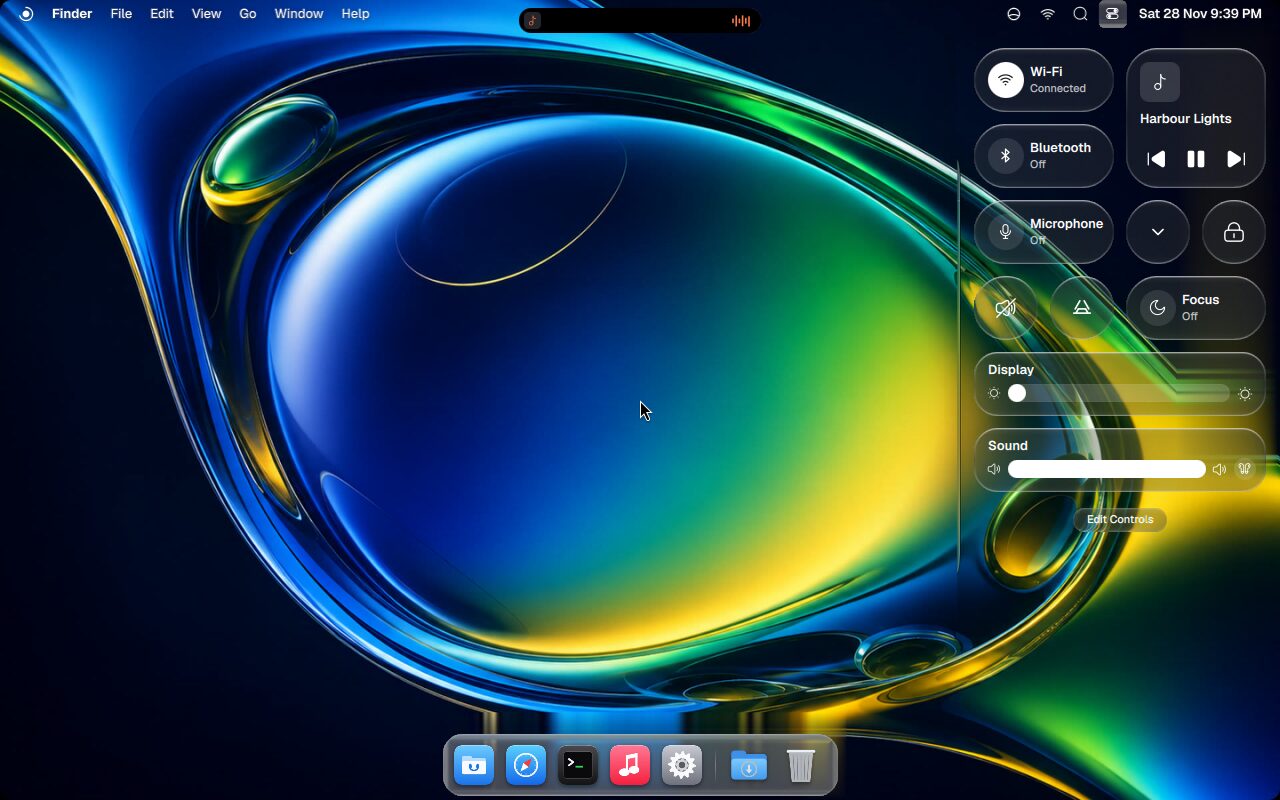 Finder File Edit View Go Window Help
Sat 28 Nov 9:39 PM
Wi-Fi
Connected
Harbour Lights
Bluetooth
Off
Microphone
Off
Focus
Off
Display
Sound
Edit Controls